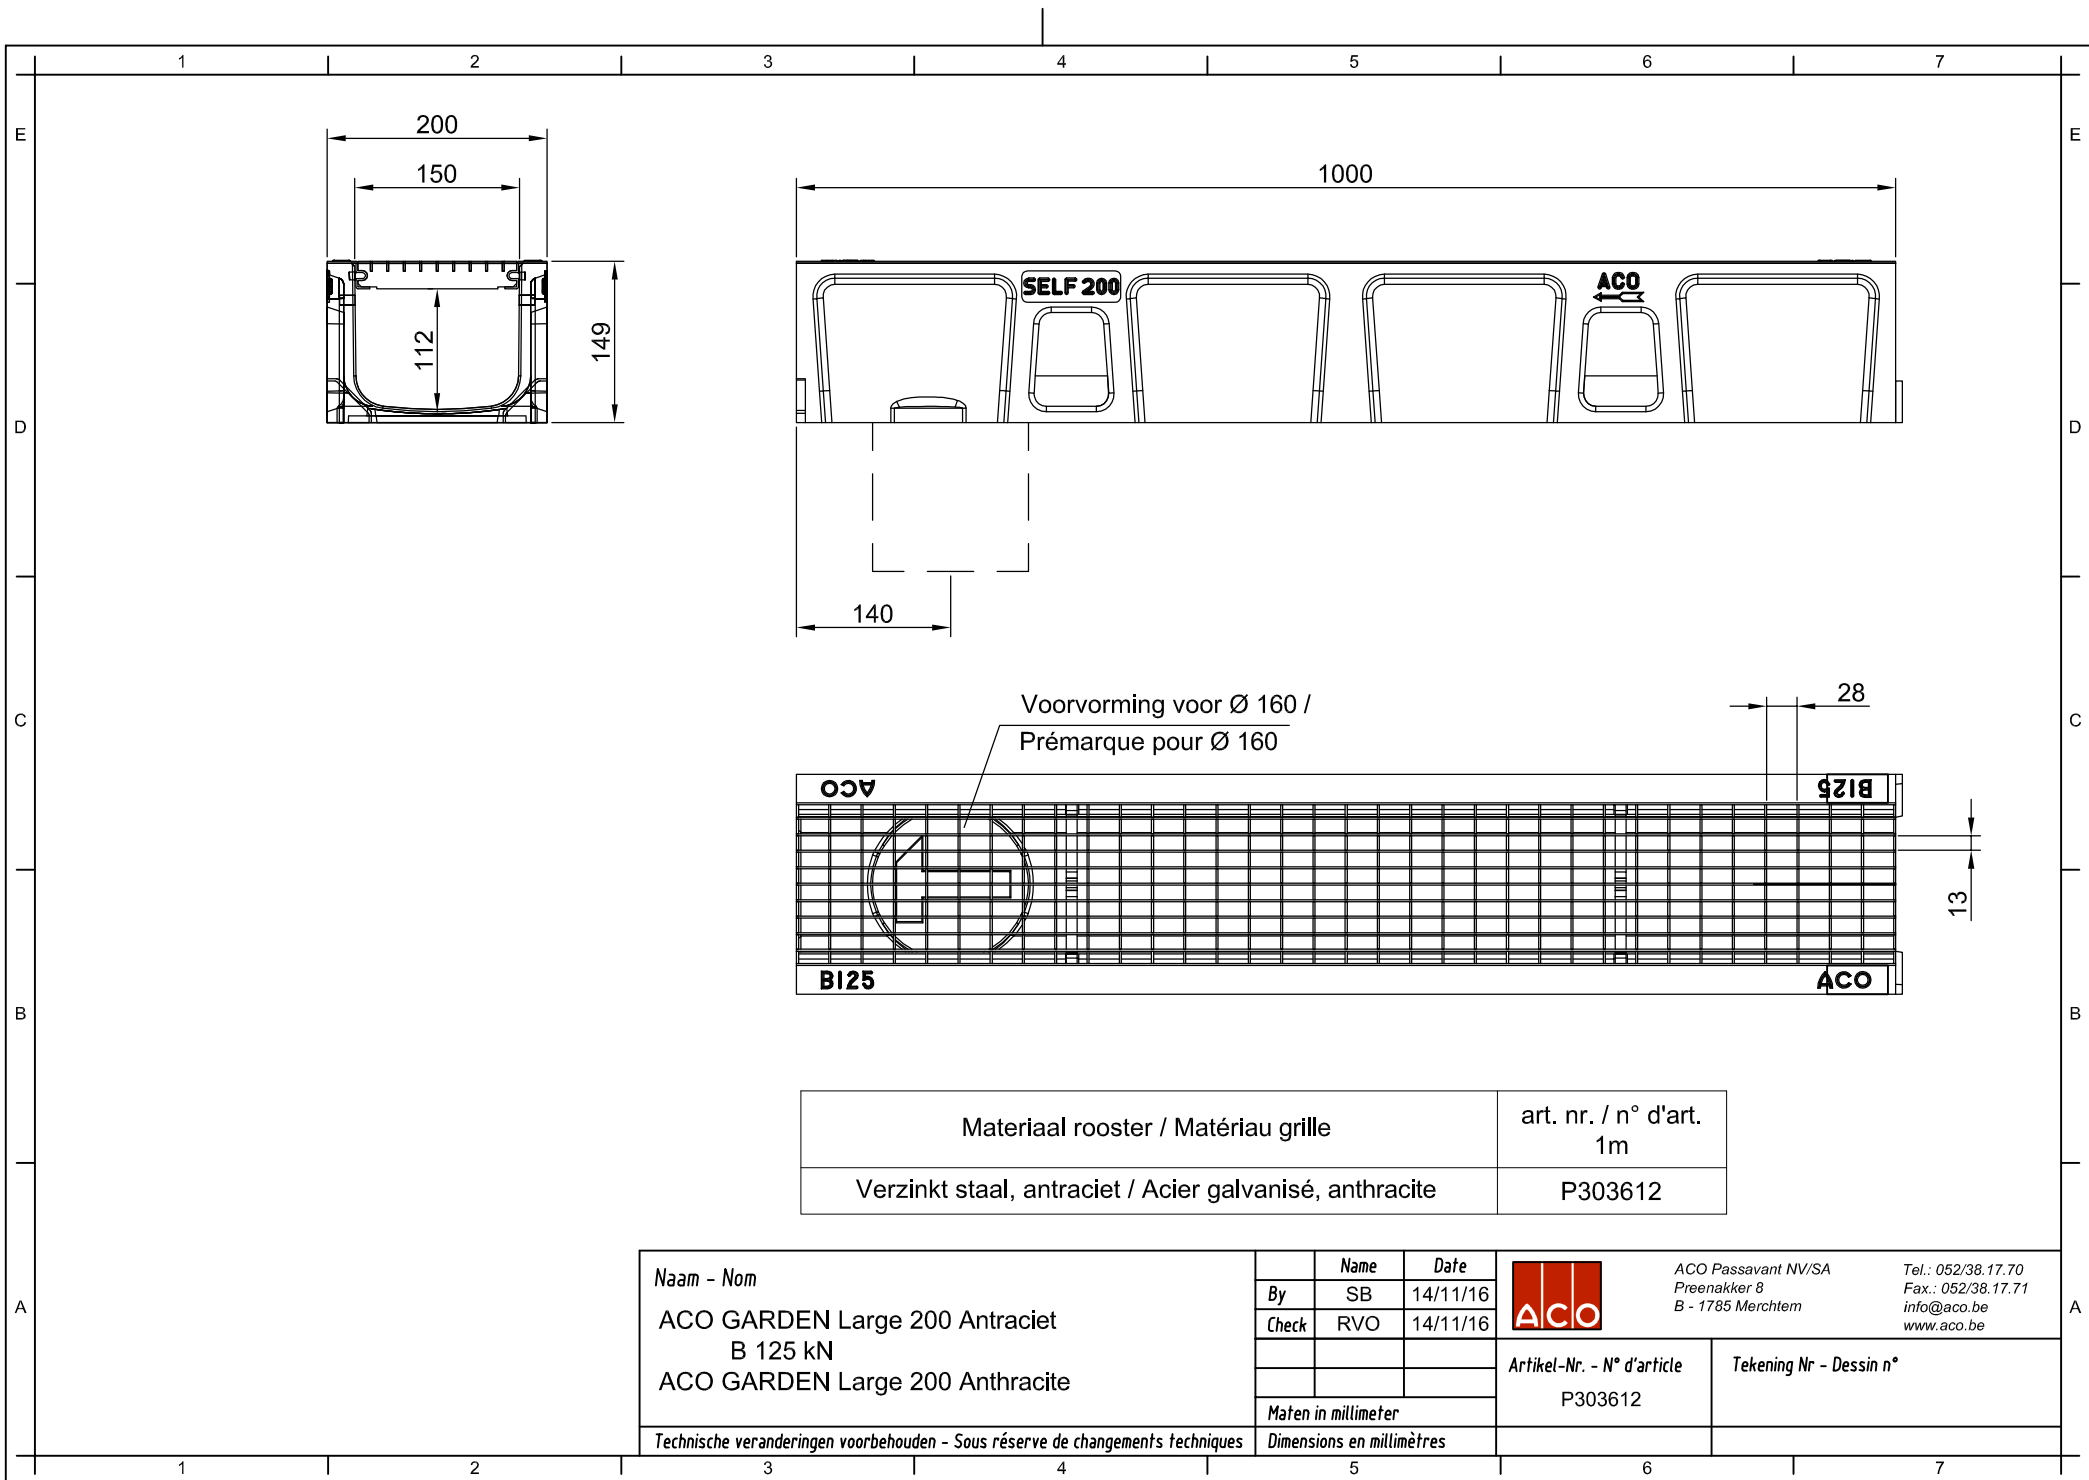 1 2 3 4 5 6 7
E E
200
150
1000
SELF 200
ACO
112
149
D D
140
28
Voorvorming voor Ø 160 /
Prémarque pour Ø 160
C C
ACO
B125
13
B125
ACO
B B
Materiaal rooster / Matériau grille
art. nr. / n° d'art.
1m
Verzinkt staal, antraciet / Acier galvanisé, anthracite
P303612
Naam - Nom
ACO GARDEN Large 200 Antraciet
B 125 kN
ACO GARDEN Large 200 Anthracite
Technische veranderingen voorbehouden - Sous réserve de changements techniques
Name Date
By SB 14/11/16
Check RVO 14/11/16
Maten in millimeter
Dimensions en millimètres
ACO
ACO Passavant NV/SA
Preenakker 8
B - 1785 Merchtem
Tel.: 052/38.17.70
Fax.: 052/38.17.71
info@aco.be
www.aco.be
Artikel-Nr. - N° d'article
P303612
Tekening Nr - Dessin n°
A A
1 2 3 4 5 6 7